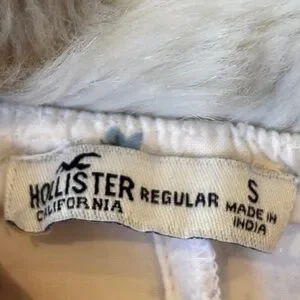 HOLLISTER
CALIFORNIA
REGULAR
S
MADE IN
INDIA